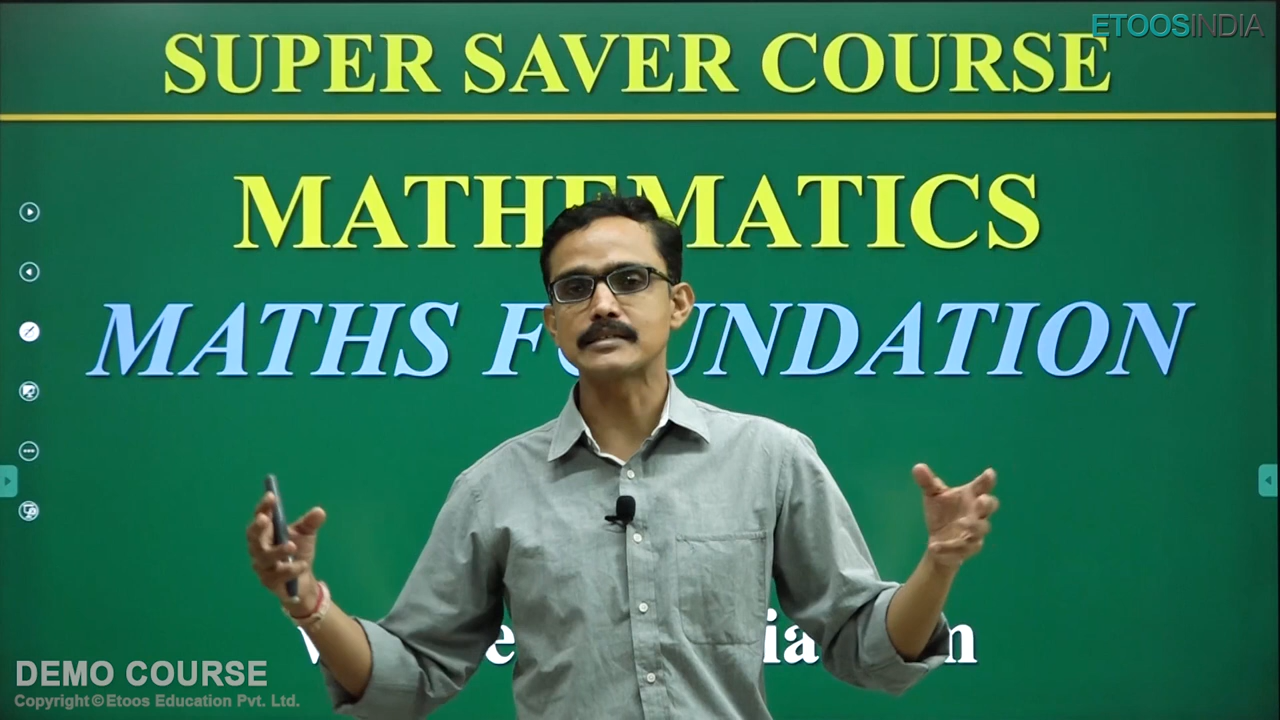 ETOOSINDIA
SUPER SAVER COURSE
MATHEMATICS
MATHS FOUNDATION
DEMO COURSE
Copyright © Etoos Education Pvt. Ltd.